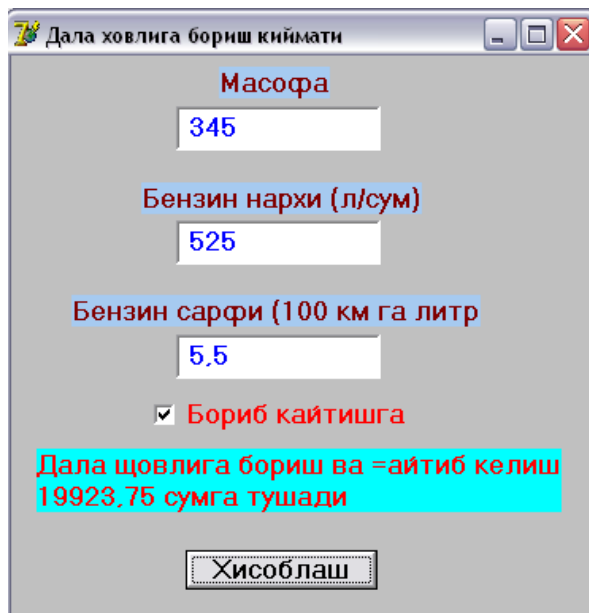 Дала ховлига бориш киймати
Масофа
345
Бензин нархи (л/сум)
525
Бензин сарфи (100 км га литр
5,5
Бориб кайтишга
Дала щовлига бориш ва =айтиб келиш
19923,75 сумга тушади
Хисоблаш